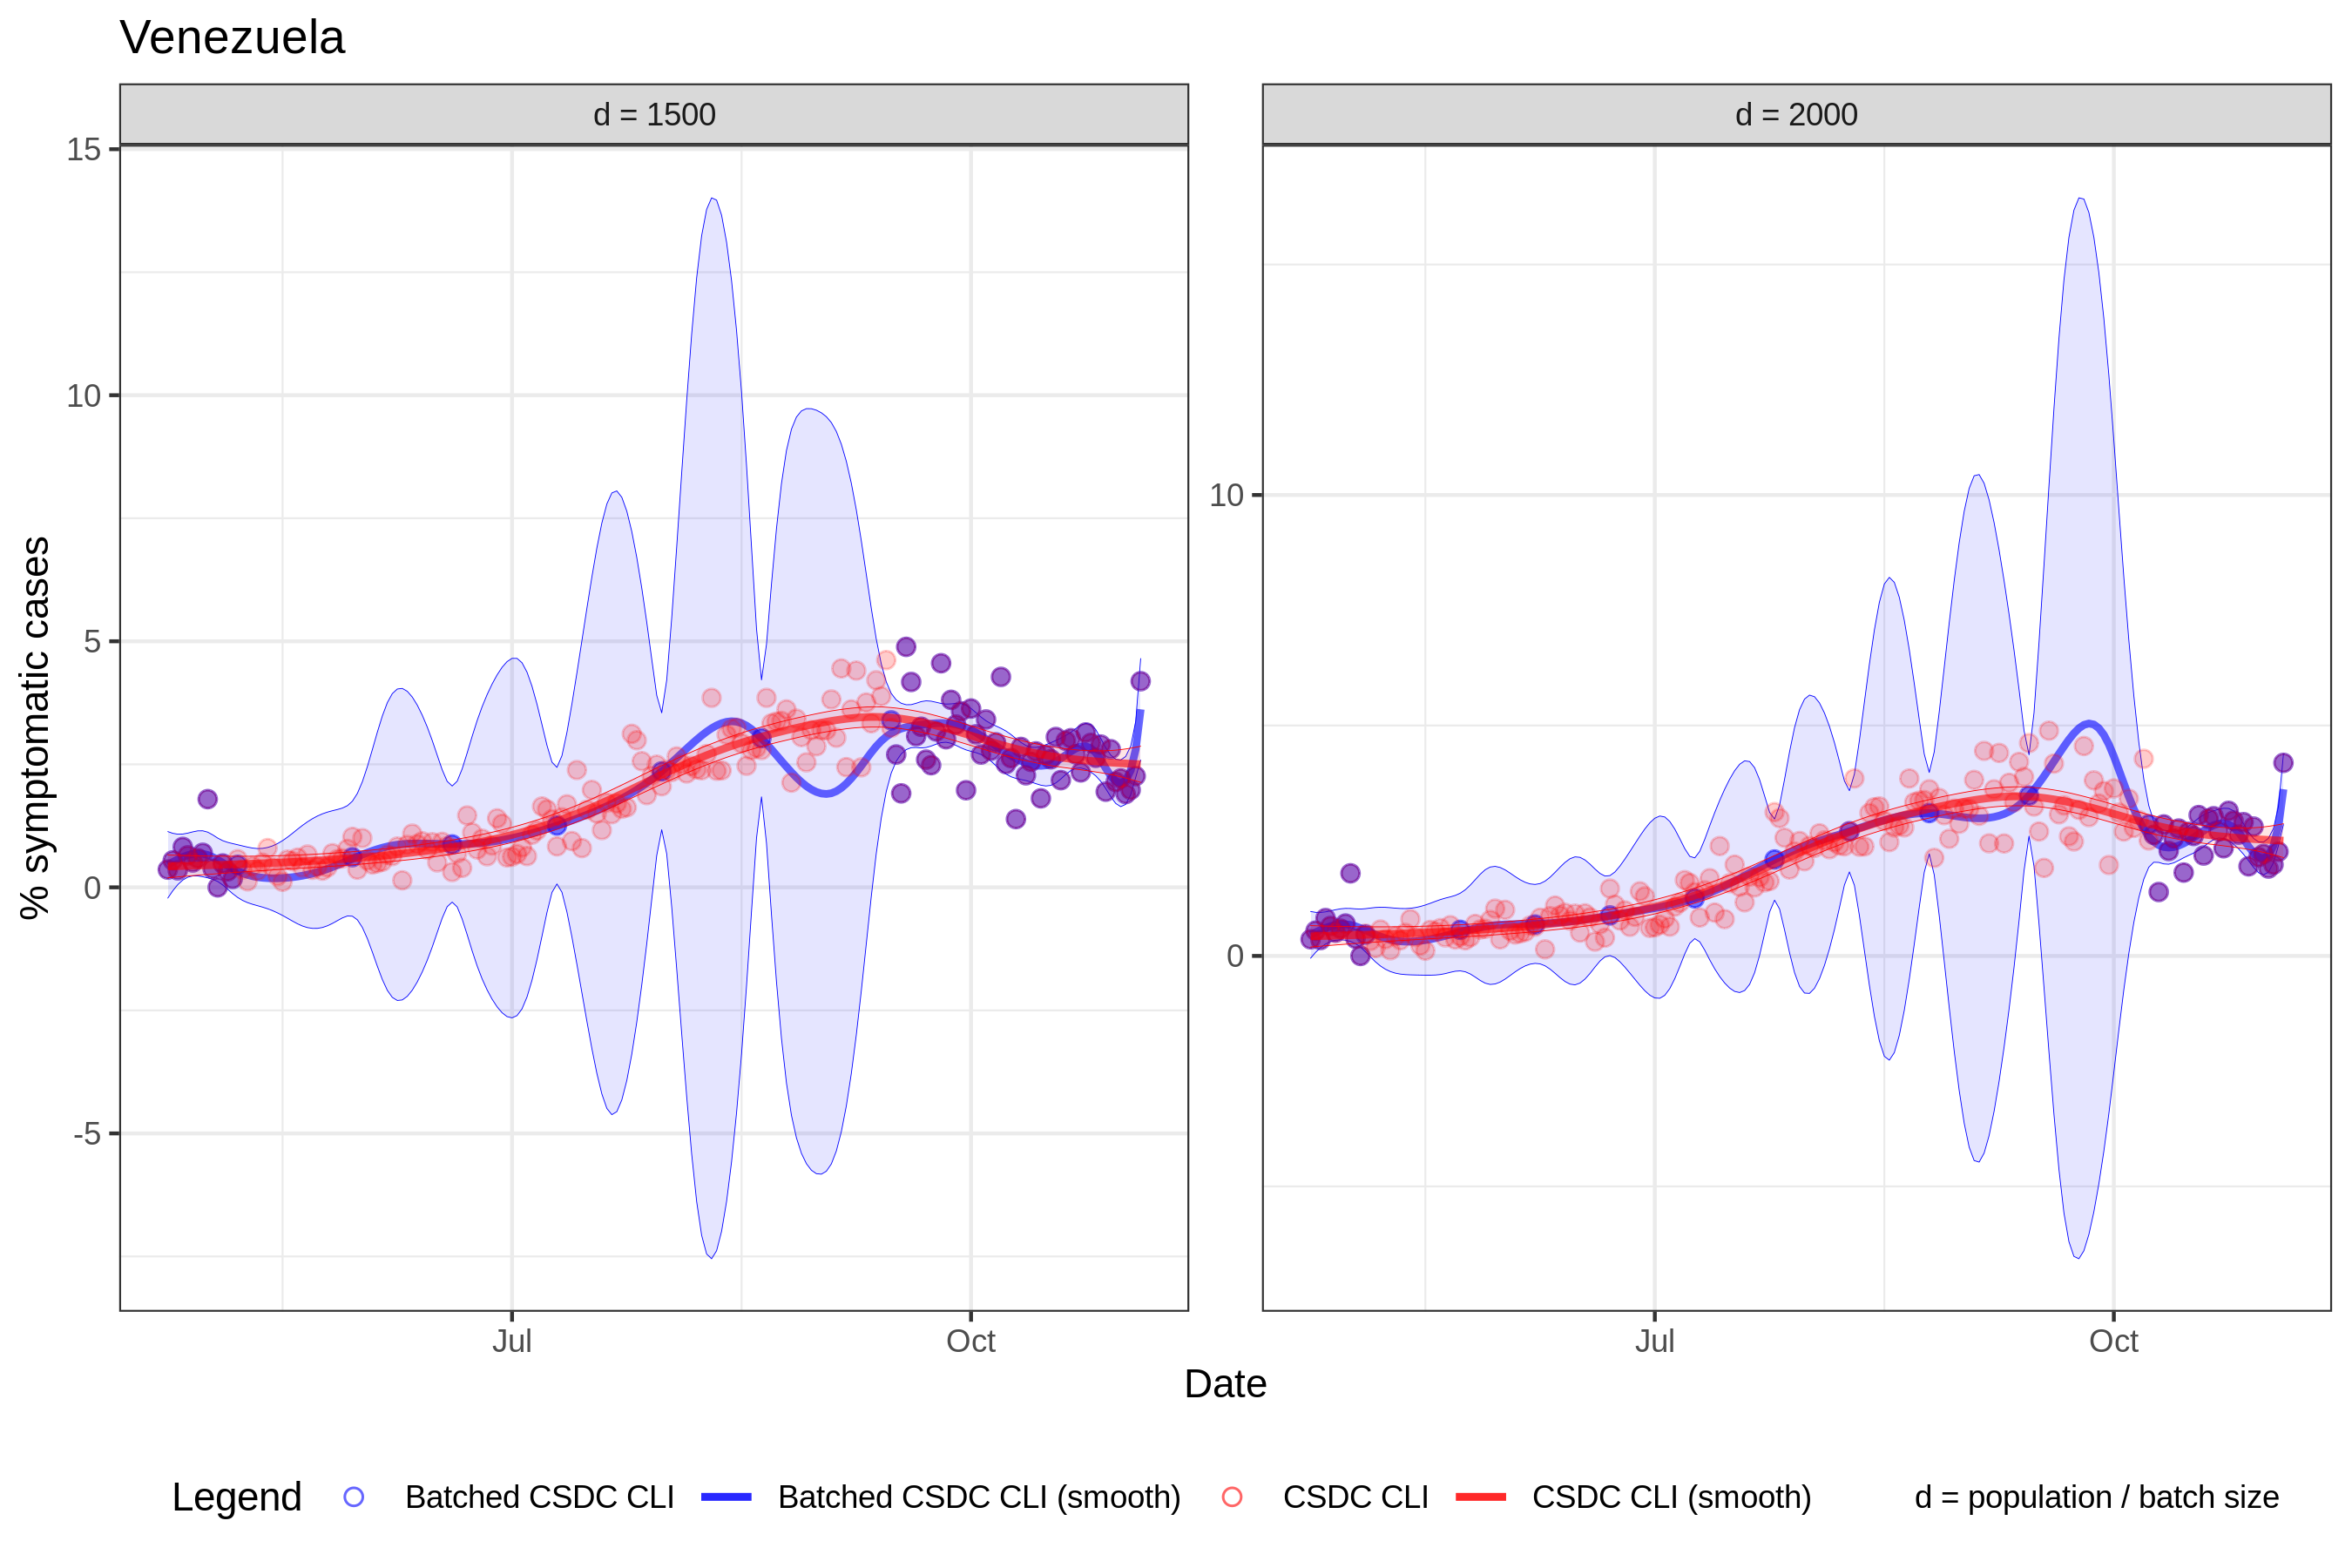 Venezuela
d = 1500
d = 2000
15
10
5
0
-5
10
0
% symptomatic cases
Jul
Oct
Jul
Oct
Date
Legend
Batched CSDC CLI
Batched CSDC CLI (smooth)
CSDC CLI
CSDC CLI (smooth)
d = population / batch size